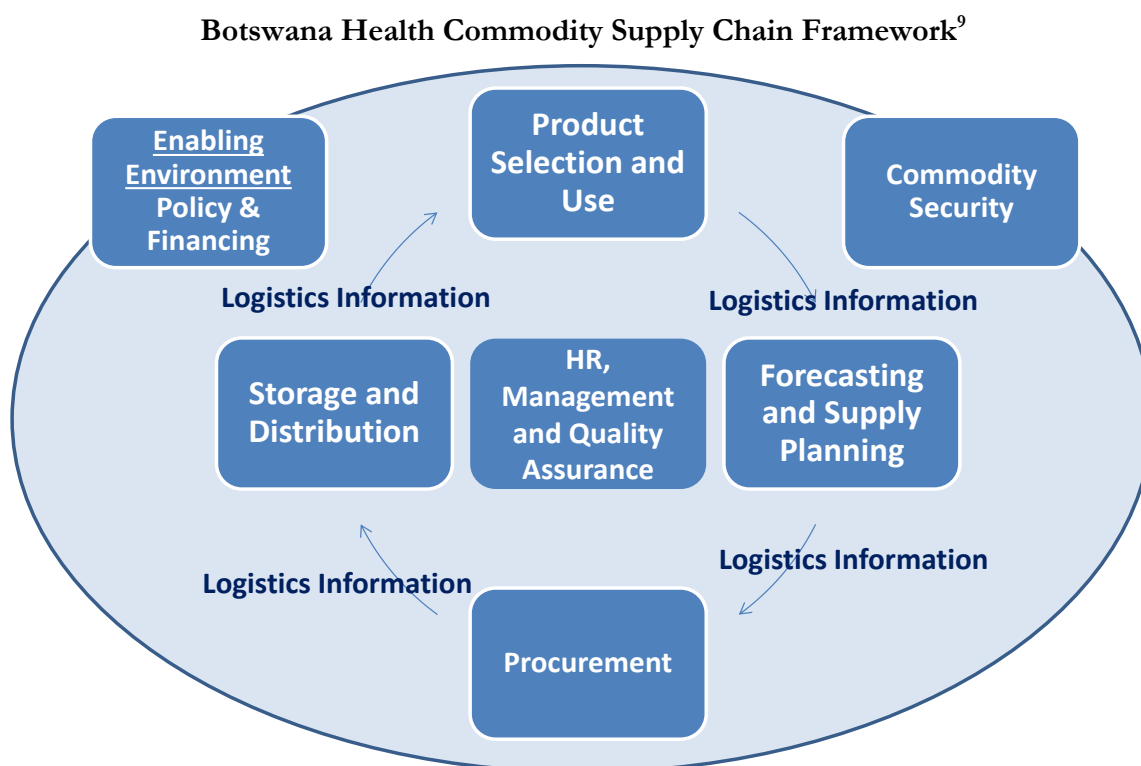 Botswana Health Commodity Supply Chain Framework⁹
Enabling
Environment
Policy &
Financing
Product
Selection and
Use
Commodity
Security
Logistics Information
Logistics Information
Storage and
Distribution
HR,
Management
and Quality
Assurance
Forecasting
and Supply
Planning
Logistics Information
Logistics Information
Procurement